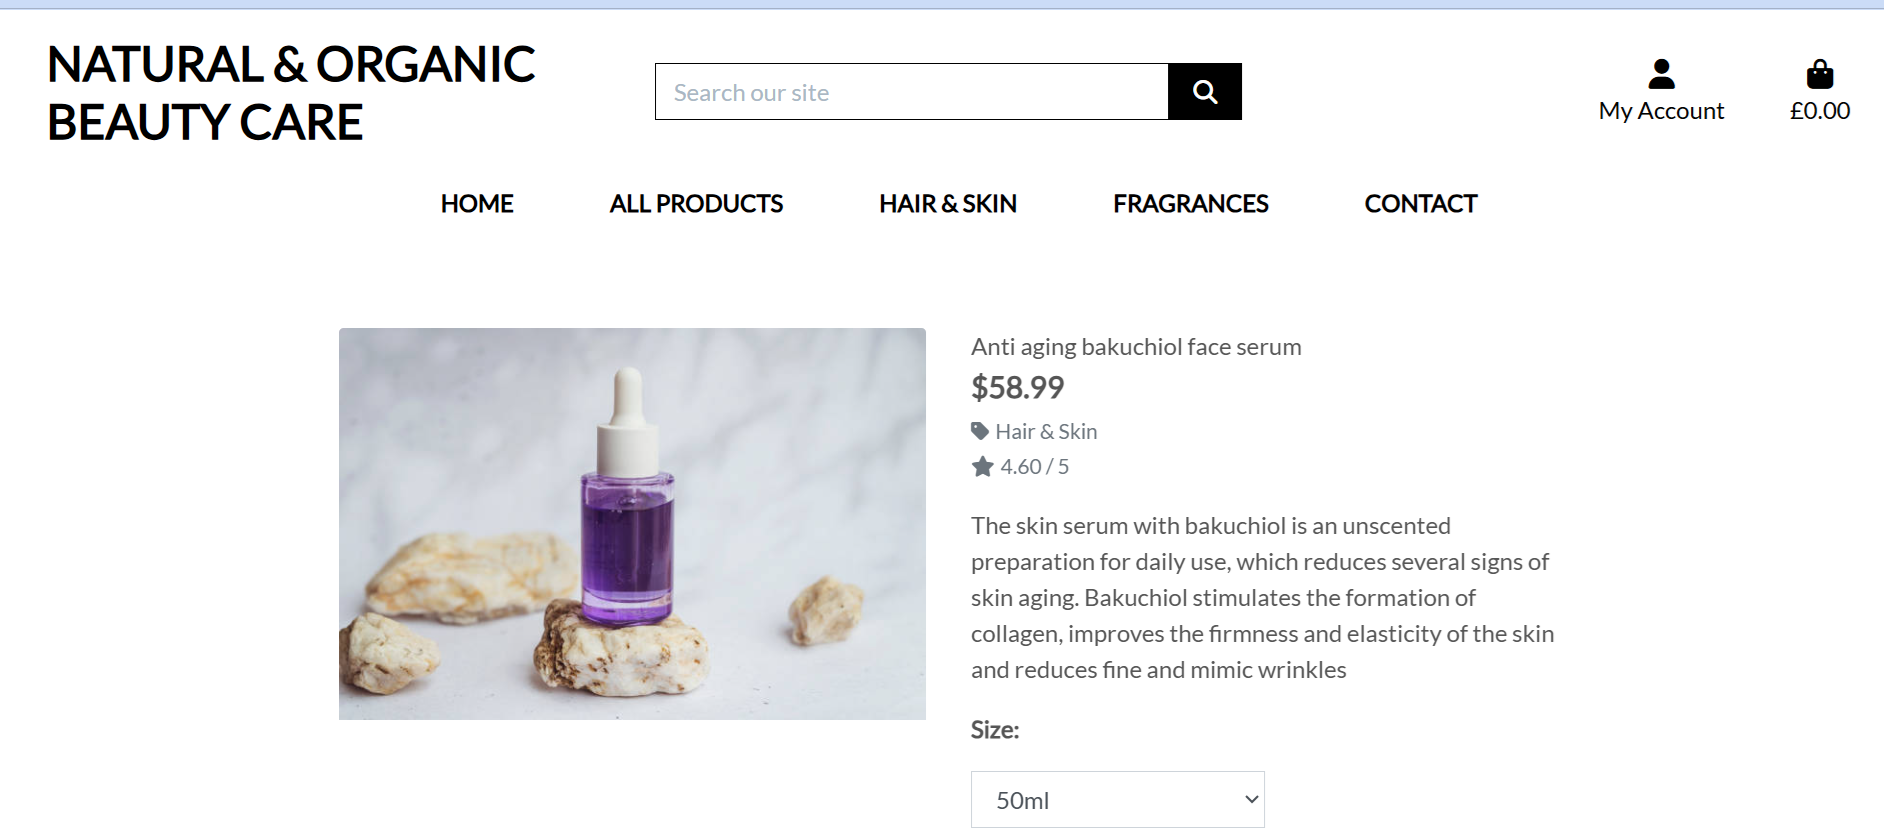 NATURAL & ORGANIC
BEAUTY CARE
Search our site
My Account
£0.00
HOME
ALL PRODUCTS
HAIR & SKIN
FRAGRANCES
CONTACT
Anti aging bakuchiol face serum
$58.99
Hair & Skin
4.60 / 5
The skin serum with bakuchiol is an unscented
preparation for daily use, which reduces several signs of
skin aging. Bakuchiol stimulates the formation of
collagen, improves the firmness and elasticity of the skin
and reduces fine and mimic wrinkles
Size:
50ml